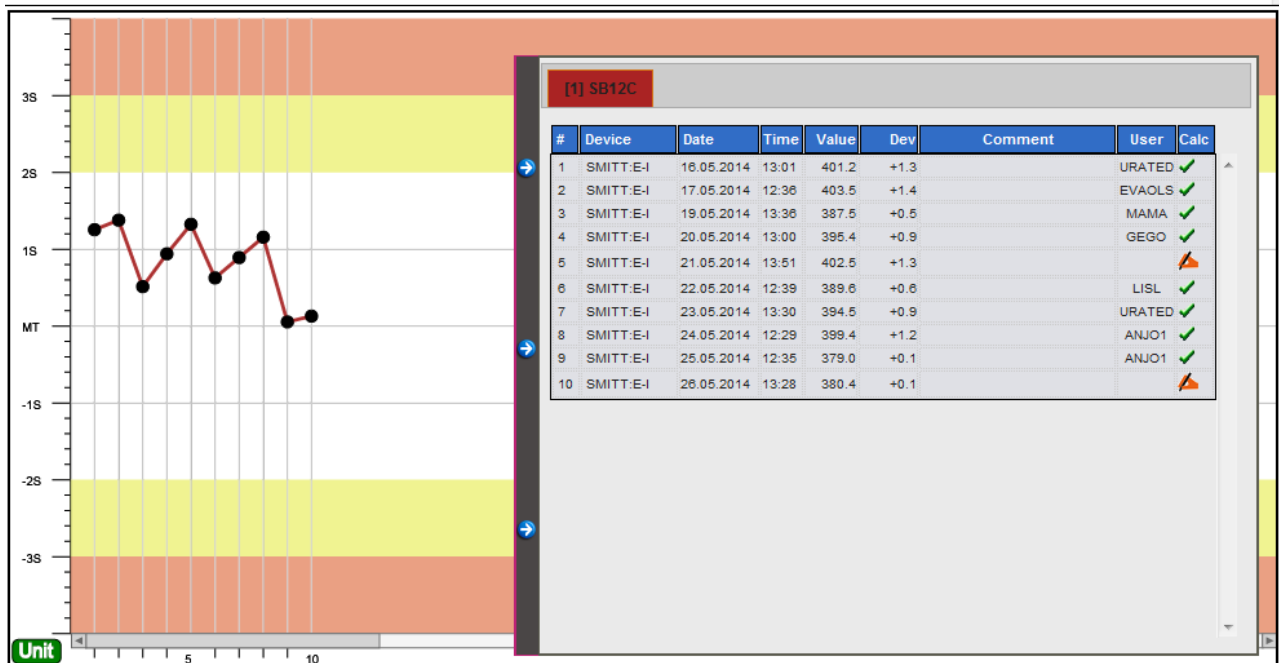 3S
2S
1S
MT
-1S
-2S
-3S
Unit
5
10
[1] SB12C
# Device Date Time Value Dev Comment User Calc
1 SMITT:E-I 16.05.2014 13:01 401.2 +1.3 URATED
2 SMITT:E-I 17.05.2014 12:36 403.5 +1.4 EVAOLS
3 SMITT:E-I 19.05.2014 13:36 387.5 +0.5 MAMA
4 SMITT:E-I 20.05.2014 13:00 395.4 +0.9 GEGO
5 SMITT:E-I 21.05.2014 13:51 402.5 +1.3
6 SMITT:E-I 22.05.2014 12:39 389.6 +0.6 LISL
7 SMITT:E-I 23.05.2014 13:30 394.5 +0.9 URATED
8 SMITT:E-I 24.05.2014 12:29 399.4 +1.2 ANJO1
9 SMITT:E-I 25.05.2014 12:35 379.0 +0.1 ANJO1
10 SMITT:E-I 26.05.2014 13:28 380.4 +0.1